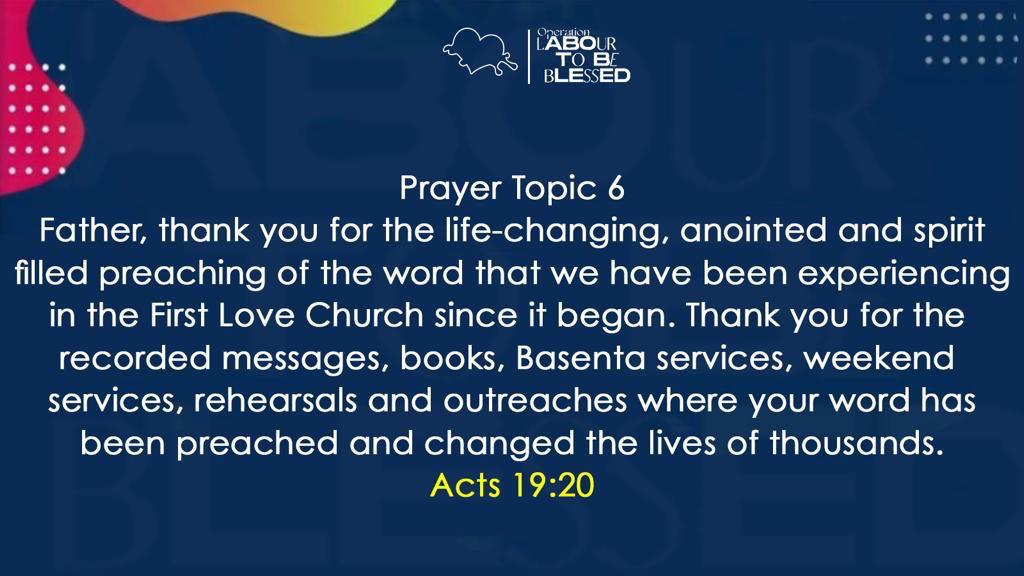 Operation
LABOUR
TO BE
BLESSED
Prayer Topic 6
Father, thank you for the life-changing, anointed and spirit
filled preaching of the word that we have been experiencing
in the First Love Church since it began. Thank you for the
recorded messages, books, Basenta services, weekend
services, rehearsals and outreaches where your word has
been preached and changed the lives of thousands.
Acts 19:20